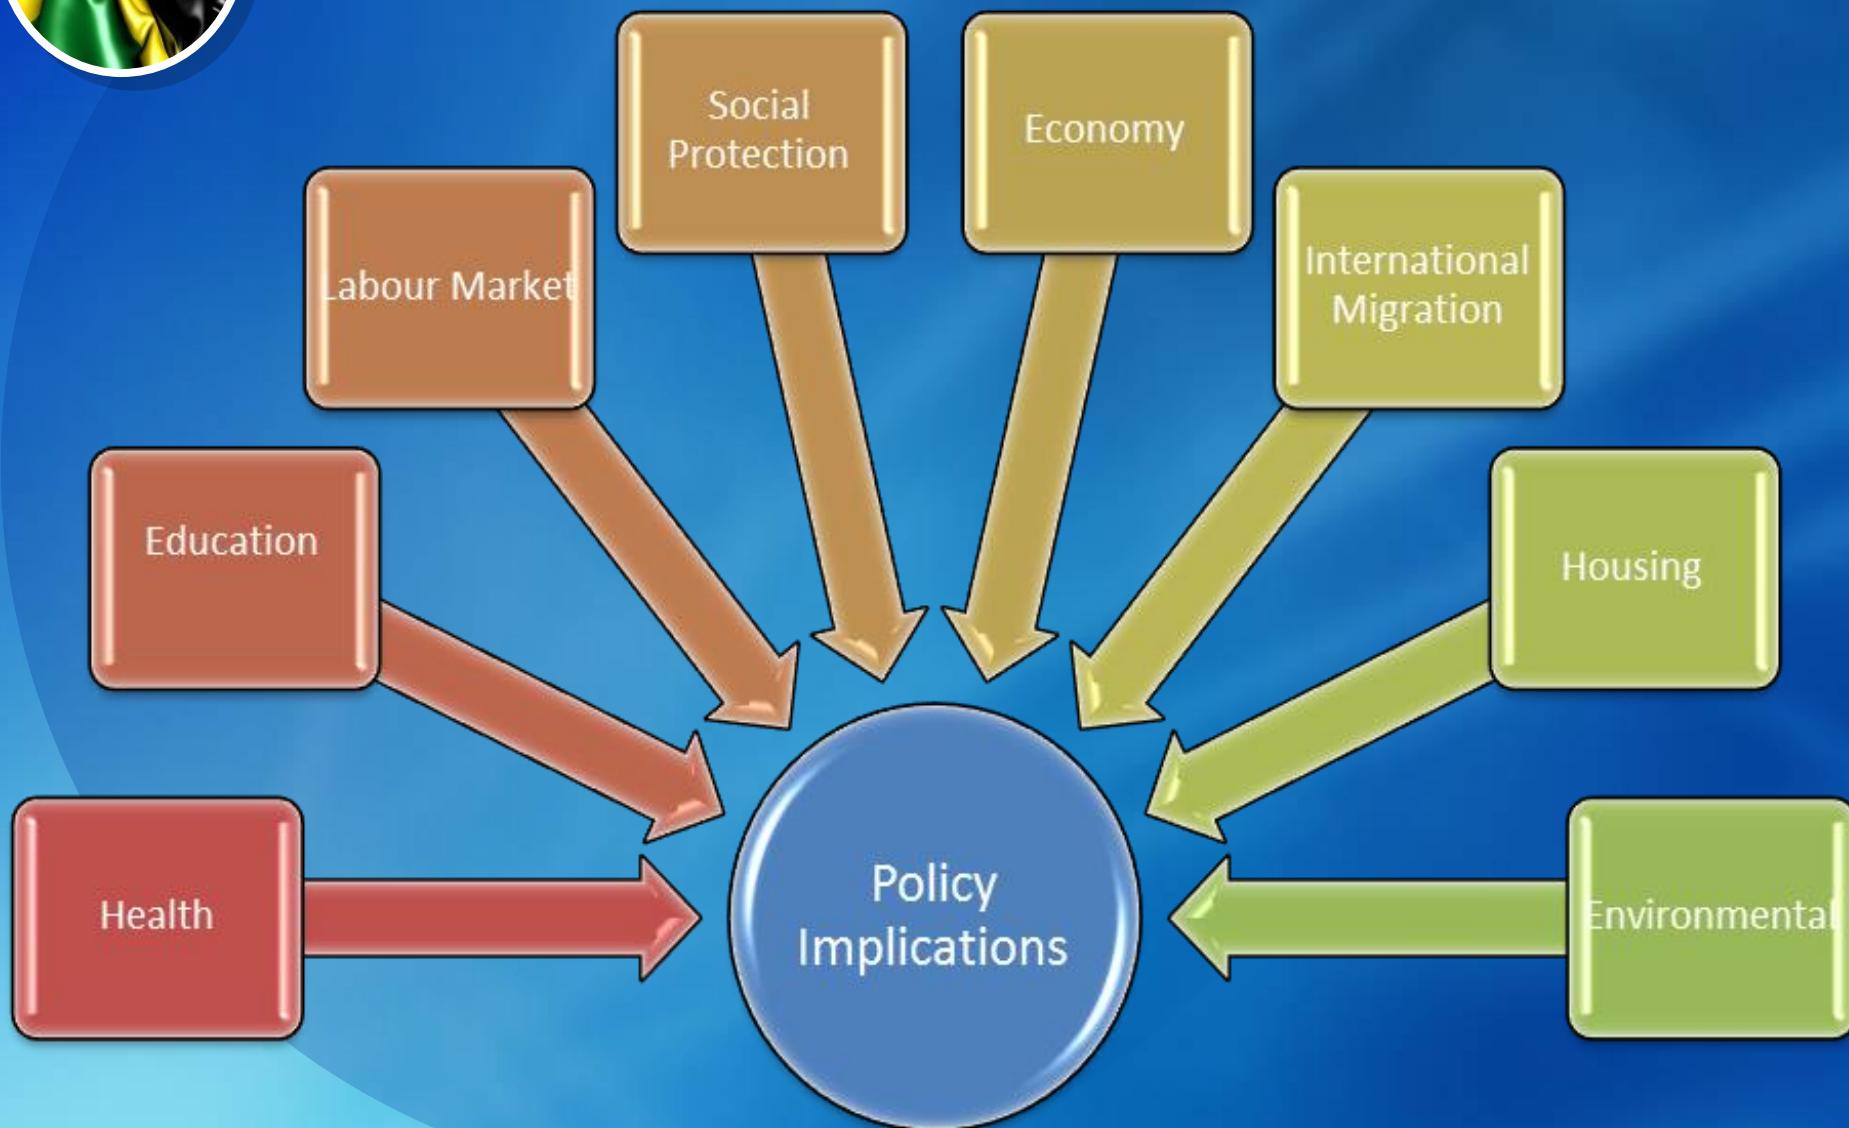 Social
Protection
Economy
Labour Market
International
Migration
Education
Housing
Health
Policy
Implications
Environmental